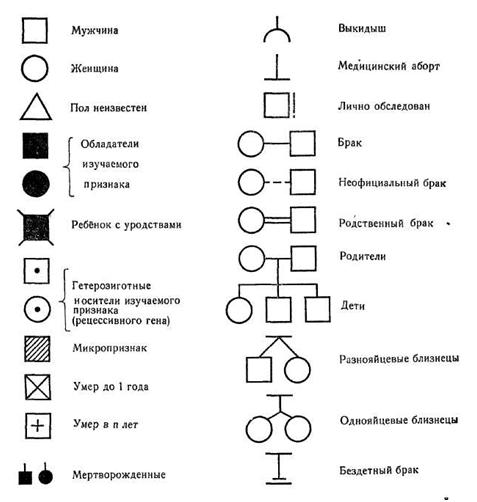 Мужчина
Женщина
Пол неизвестен
Обладатели
изучаемого
признака
Ребёнок с уродствами
Гетерозиготные
носители изучаемого
признака
(рецессивного гена)
Микропризнак
Умер до 1 года
Умер в n лет
Мертворожденные
Выкидыш
Медицинский аборт
Лично обследован
Брак
Неофициальный брак
Родственный брак
Родители
Дети
Разнояйцевые близнецы
Однояйцевые близнецы
Бездетный брак